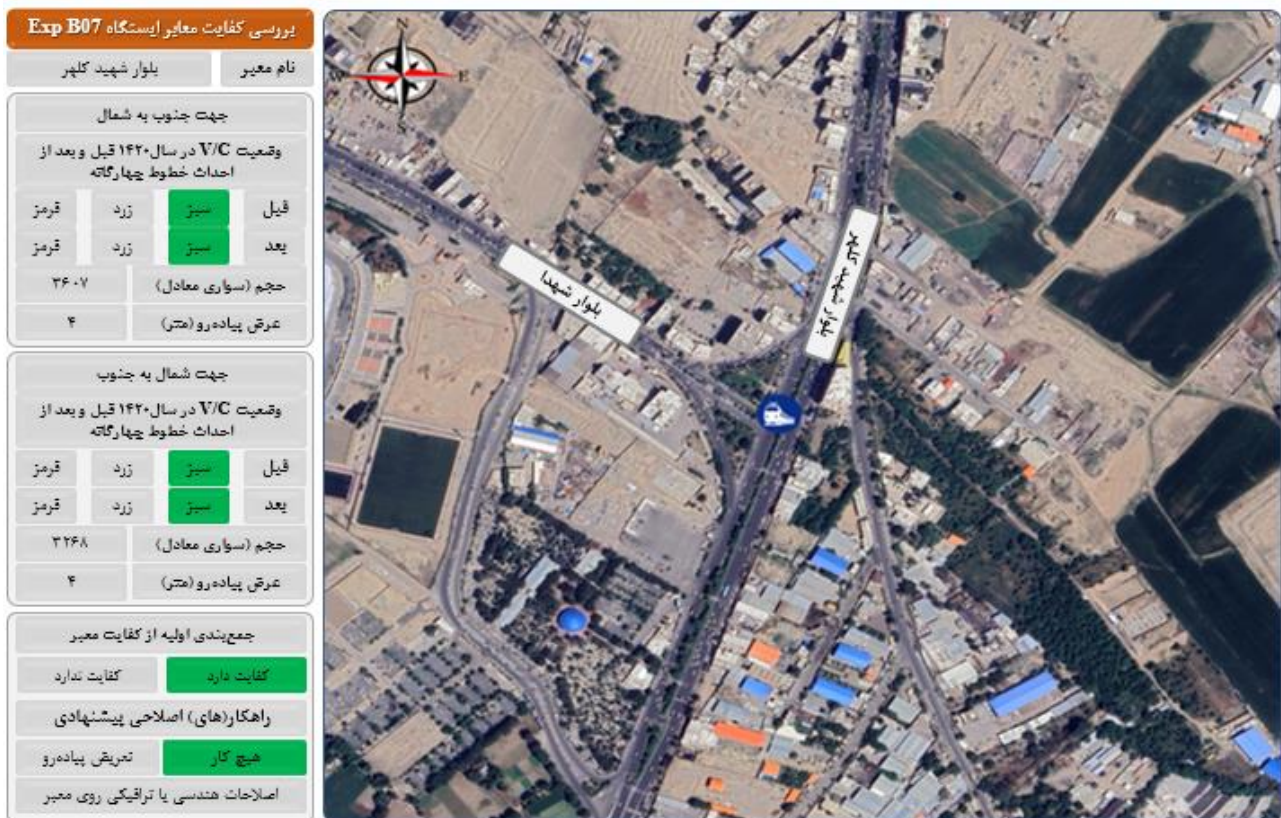 بررسی کفایت معابر ایستگاه Exp B07
نام معبر بلوار شهید کلهر
جهت جنوب به شمال
وضعیت V/C در سال۱۴۲۰ قبل و بعد از
احداث خطوط چهارگانه
قبل سبز زرد قرمز
بعد سبز زرد قرمز
حجم (سواری معادل) ۳۶۰۷
عرض پیاده‌رو(متر) ۴
جهت شمال به جنوب
وضعیت V/C در سال۱۴۲۰ قبل و بعد از
احداث خطوط چهارگانه
قبل سبز زرد قرمز
بعد سبز زرد قرمز
حجم (سواری معادل) ۳۲۶۸
عرض پیاده‌رو(متر) ۴
جمع‌بندی اولیه از کفایت معبر
کفایت دارد کفایت ندارد
راهکار(های) اصلاحی پیشنهادی
هیچ کار تعریض پیاده‌رو
اصلاحات هندسی یا ترافیکی روی معبر
N
W E
S
بلوار شهدا
بلوار شهید کلهر